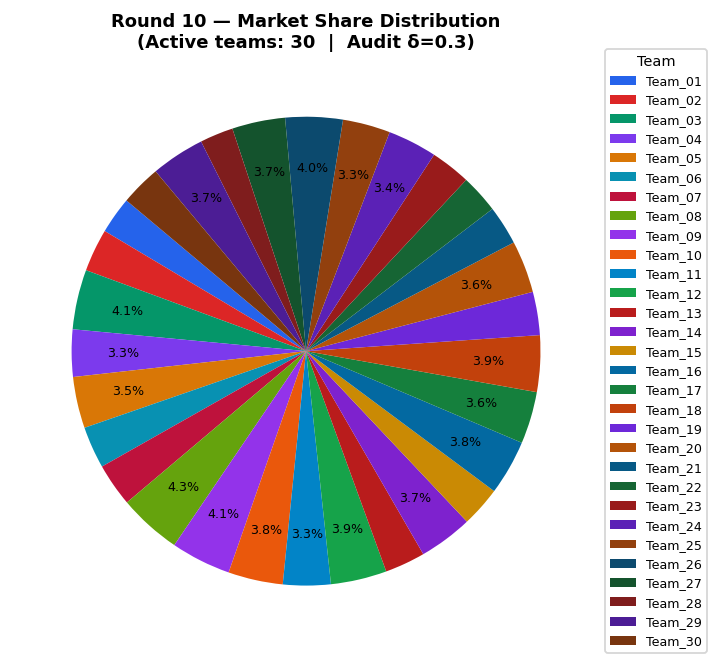 Round 10 — Market Share Distribution
(Active teams: 30  |  Audit δ=0.3)
4.1%
3.3%
3.5%
4.3%
4.1%
3.8%
3.3%
3.9%
3.7%
3.8%
3.6%
3.9%
3.6%
3.4%
3.3%
4.0%
3.7%
3.7%
Team
Team_01
Team_02
Team_03
Team_04
Team_05
Team_06
Team_07
Team_08
Team_09
Team_10
Team_11
Team_12
Team_13
Team_14
Team_15
Team_16
Team_17
Team_18
Team_19
Team_20
Team_21
Team_22
Team_23
Team_24
Team_25
Team_26
Team_27
Team_28
Team_29
Team_30